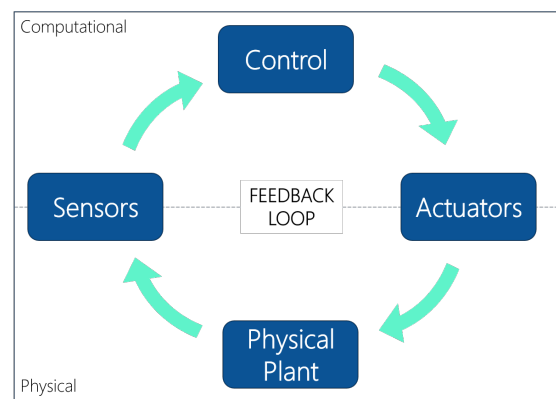 Computational
Control
Sensors
FEEDBACK
LOOP
Actuators
Physical
Plant
Physical